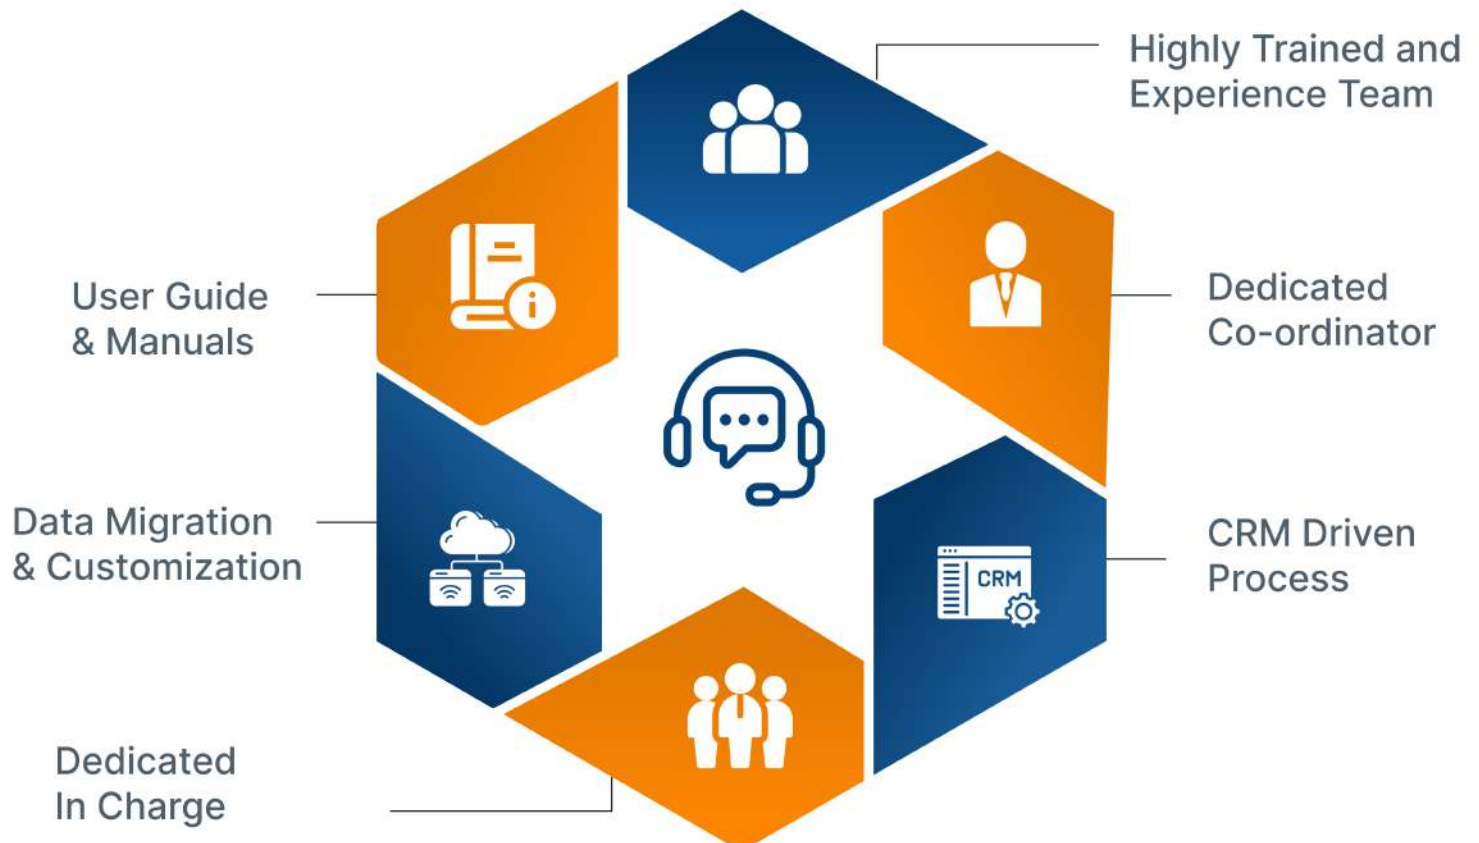 Highly Trained and
Experience Team
User Guide
& Manuals
Dedicated
Co-ordinator
Data Migration
& Customization
CRM
CRM Driven
Process
Dedicated
In Charge